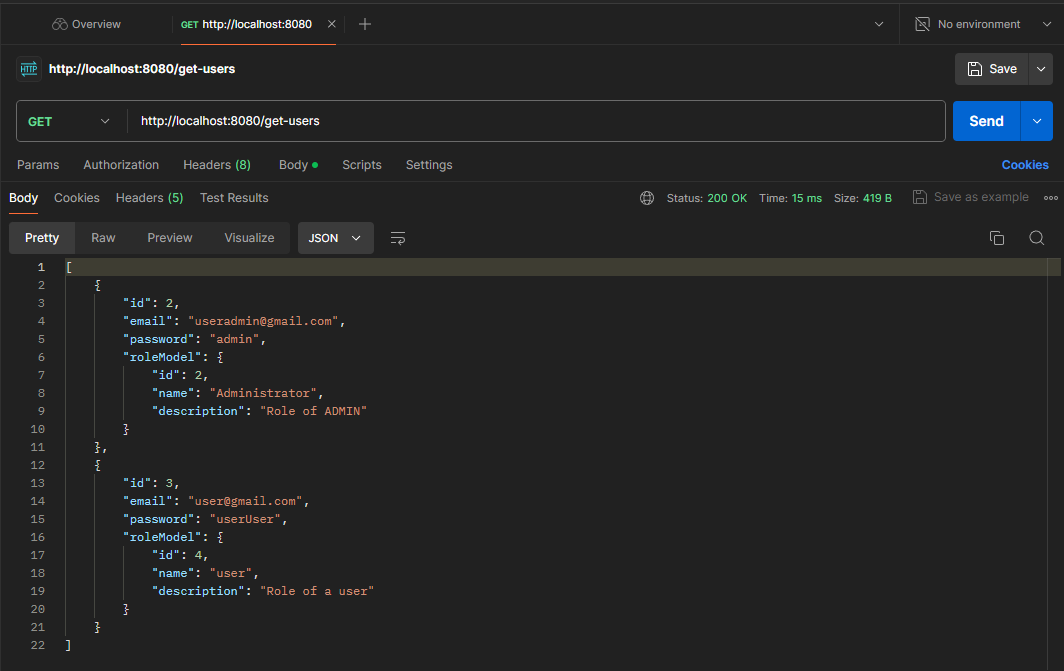 Overview
GET http://localhost:8080
No environment
HTTP http://localhost:8080/get-users
Save
GET http://localhost:8080/get-users
Send
Params Authorization Headers (8) Body Scripts Settings Cookies
Body Cookies Headers (5) Test Results Status: 200 OK Time: 15 ms Size: 419 B Save as example
Pretty Raw Preview Visualize JSON
1 [
2 {
3 "id": 2,
4 "email": "useradmin@gmail.com",
5 "password": "admin",
6 "roleModel": {
7 "id": 2,
8 "name": "Administrator",
9 "description": "Role of ADMIN"
10 }
11 },
12 {
13 "id": 3,
14 "email": "user@gmail.com",
15 "password": "userUser",
16 "roleModel": {
17 "id": 4,
18 "name": "user",
19 "description": "Role of a user"
20 }
21 }
22 ]